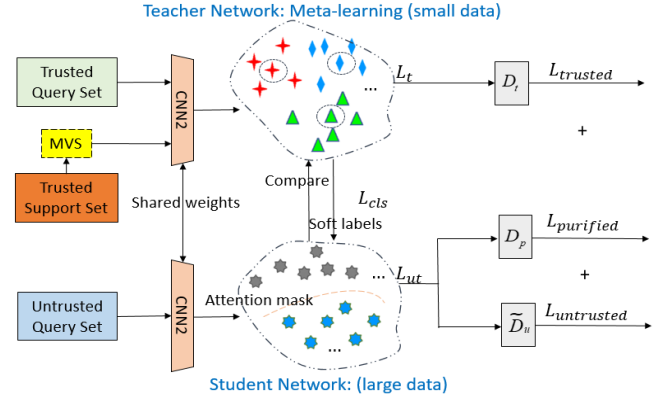 Teacher Network: Meta-learning (small data)
Trusted
Query Set
CNN2
MVS
Trusted
Support Set
...
L_t
D_t
L_trusted
+
Compare
L_cls
Soft labels
Shared weights
Untrusted
Query Set
CNN2
Attention mask
...
...
L_ut
D_p
L_purified
+
D̃_u
L_untrusted
Student Network: (large data)